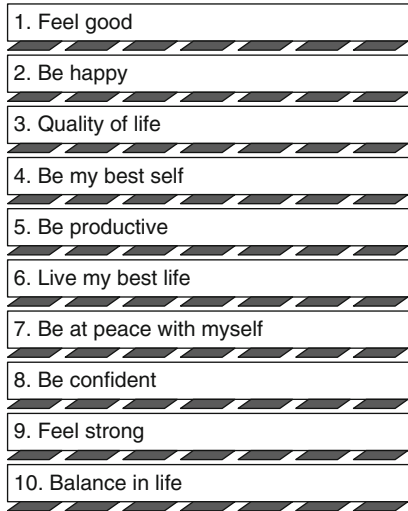 1. Feel good
2. Be happy
3. Quality of life
4. Be my best self
5. Be productive
6. Live my best life
7. Be at peace with myself
8. Be confident
9. Feel strong
10. Balance in life